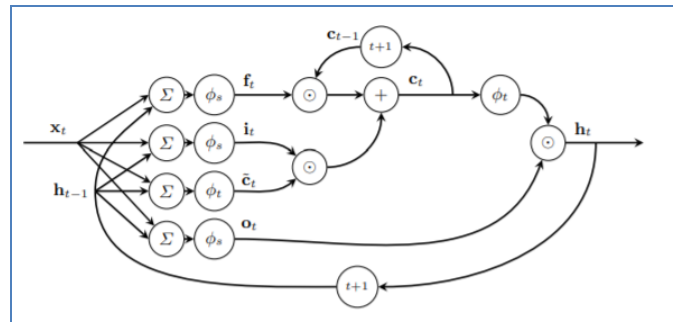 c_{t−1} t+1
f_t c_t
Σ ϕ_s ⊙ + ϕ_t
x_t i_t h_t
Σ ϕ_s ⊙ ⊙
h_{t−1} c̃_t
Σ ϕ_t
o_t
Σ ϕ_s
t+1